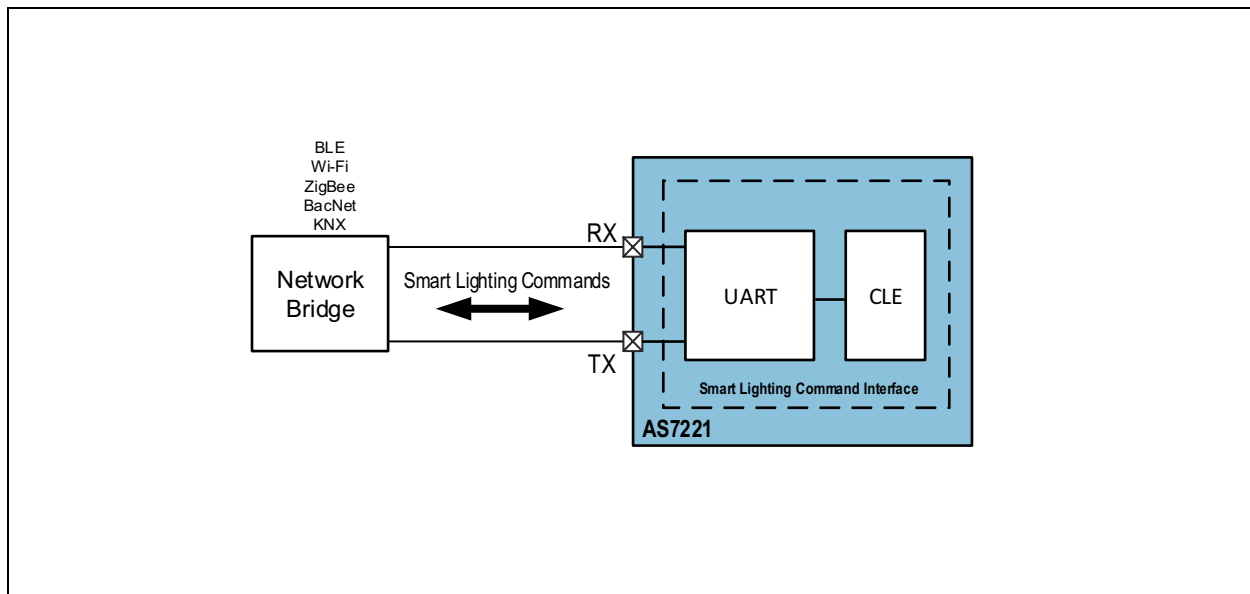 BLE
Wi-Fi
ZigBee
BacNet
KNX
Network
Bridge
Smart Lighting Commands
RX
TX
UART
CLE
Smart Lighting Command Interface
AS7221